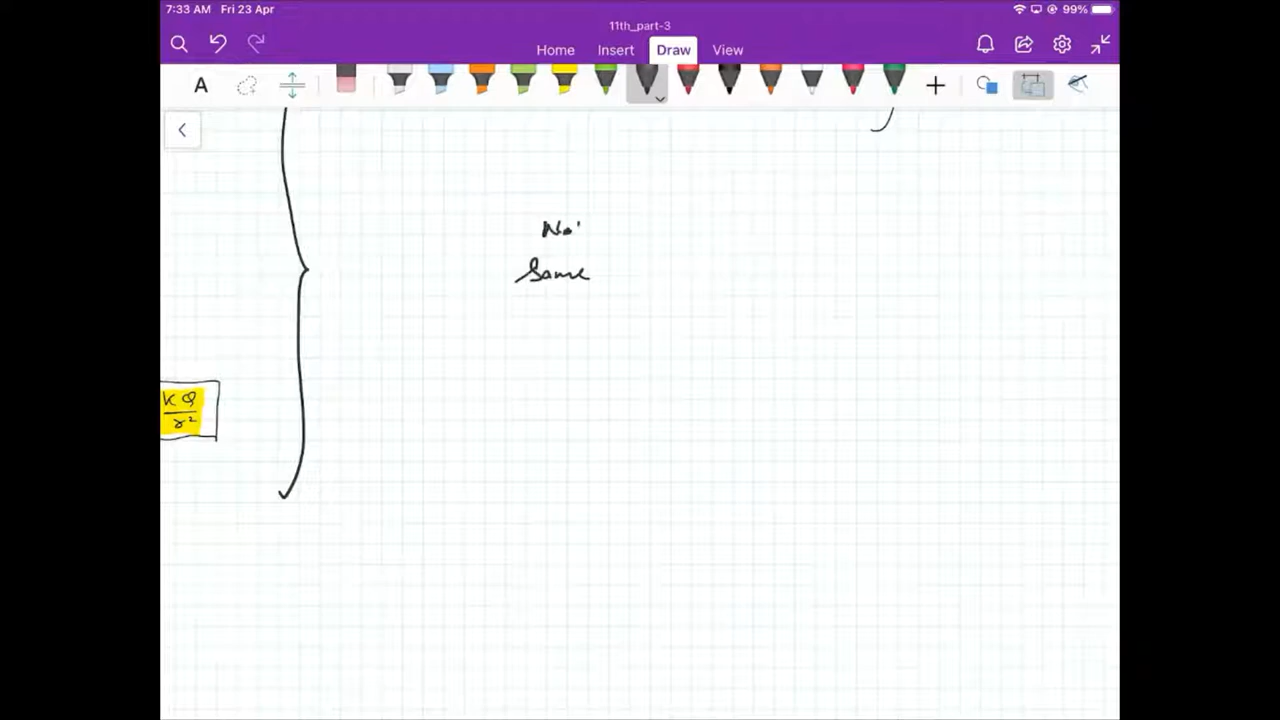 7:33 AM Fri 23 Apr
99%
11th_part-3
Home Insert Draw View
A
No'
Same
KQ
r²